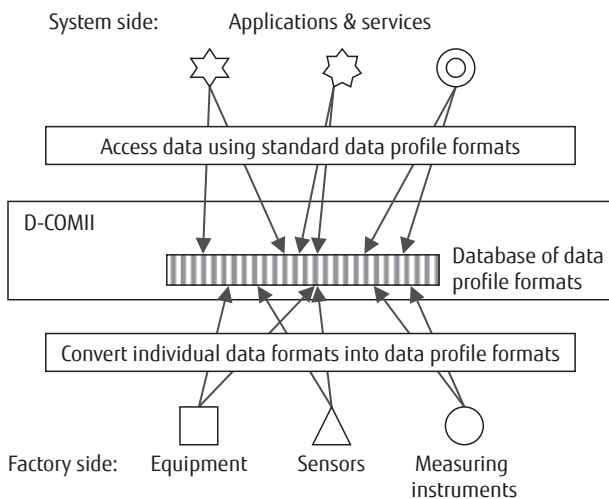 System side: Applications & services
Access data using standard data profile formats
D-COMII
Database of data
profile formats
Convert individual data formats into data profile formats
Factory side: Equipment Sensors Measuring
instruments